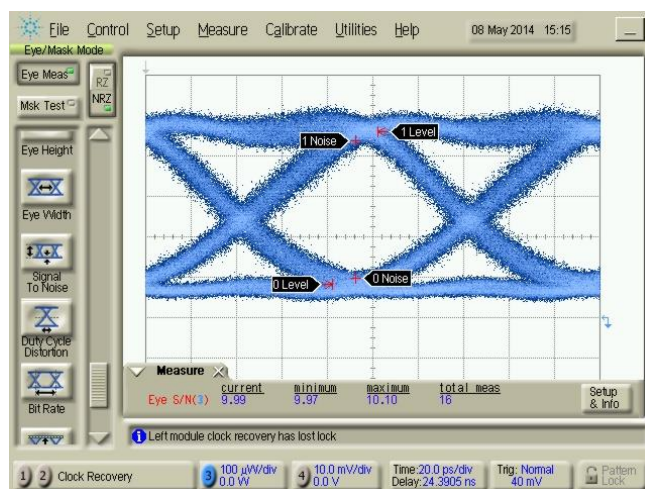 File Control Setup Measure Calibrate Utilities Help 08 May 2014 15:15
Eye/Mask Mode
Eye Meas
RZ
NRZ
Msk Test
Eye Height
Eye Width
Signal
To Noise
Duty Cycle
Distortion
Bit Rate
1 Noise
1 Level
0 Level
0 Noise
Measure
current minimum maximum total meas
Eye S/N(3) 9.99 9.97 10.10 16
Setup
& Info
Left module clock recovery has lost lock
1 2 Clock Recovery
3 100 µW/div
0.0 W
4 10.0 mV/div
0.0 V
Time:20.0 ps/div
Delay:24.3905 ns
Trig: Normal
40 mV
Pattern
Lock